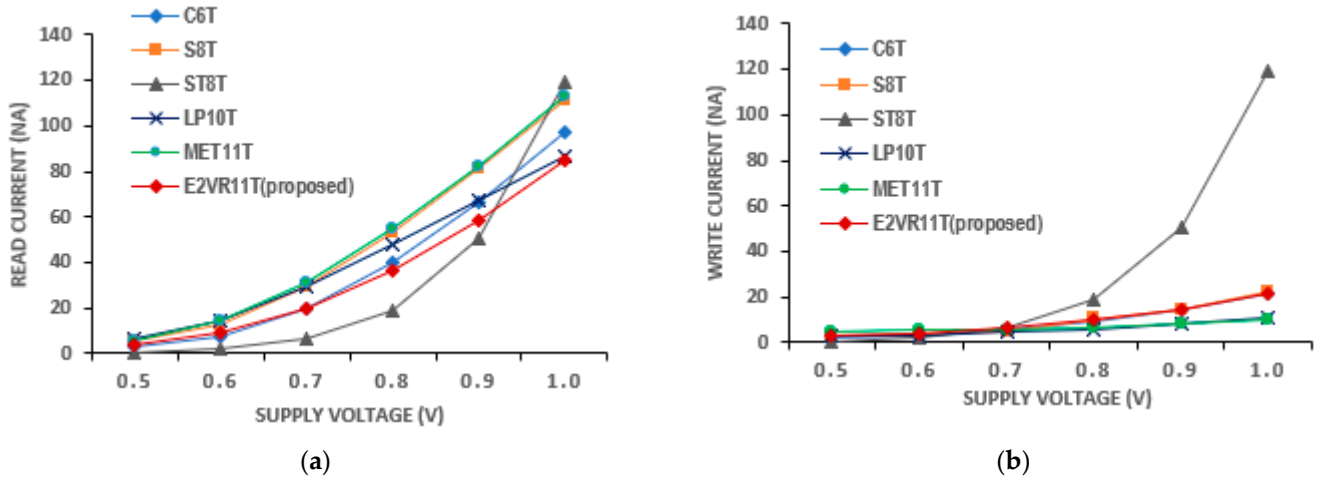 C6T
S8T
ST8T
LP10T
MET11T
E2VR11T(proposed)
READ CURRENT (NA)
140
120
100
80
60
40
20
0
0.5 0.6 0.7 0.8 0.9 1.0
SUPPLY VOLTAGE (V)
(a)
C6T
S8T
ST8T
LP10T
MET11T
E2VR11T(proposed)
WRITE CURRENT (NA)
140
120
100
80
60
40
20
0
0.5 0.6 0.7 0.8 0.9 1.0
SUPPLY VOLTAGE (V)
(b)